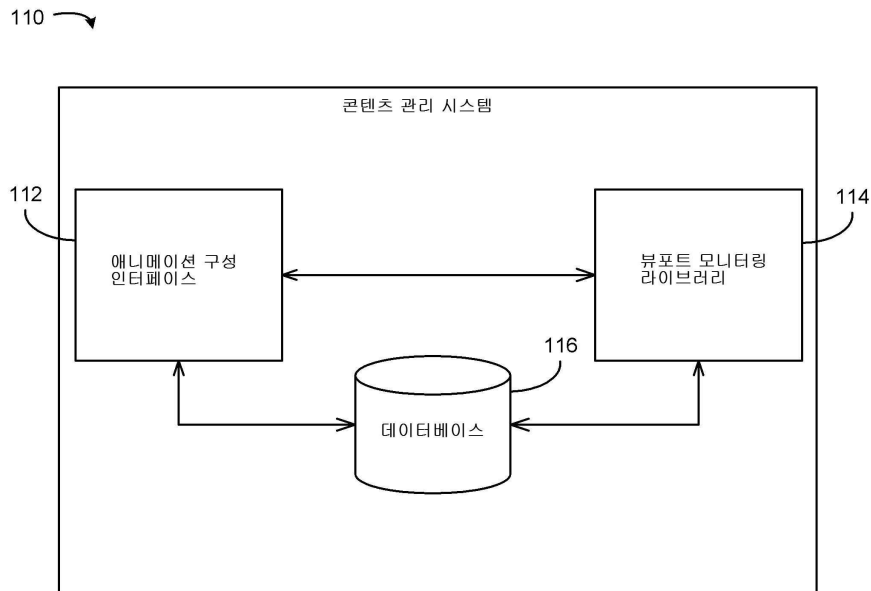 110
콘텐츠 관리 시스템
112
114
애니메이션 구성
인터페이스
뷰포트 모니터링
라이브러리
116
데이터베이스